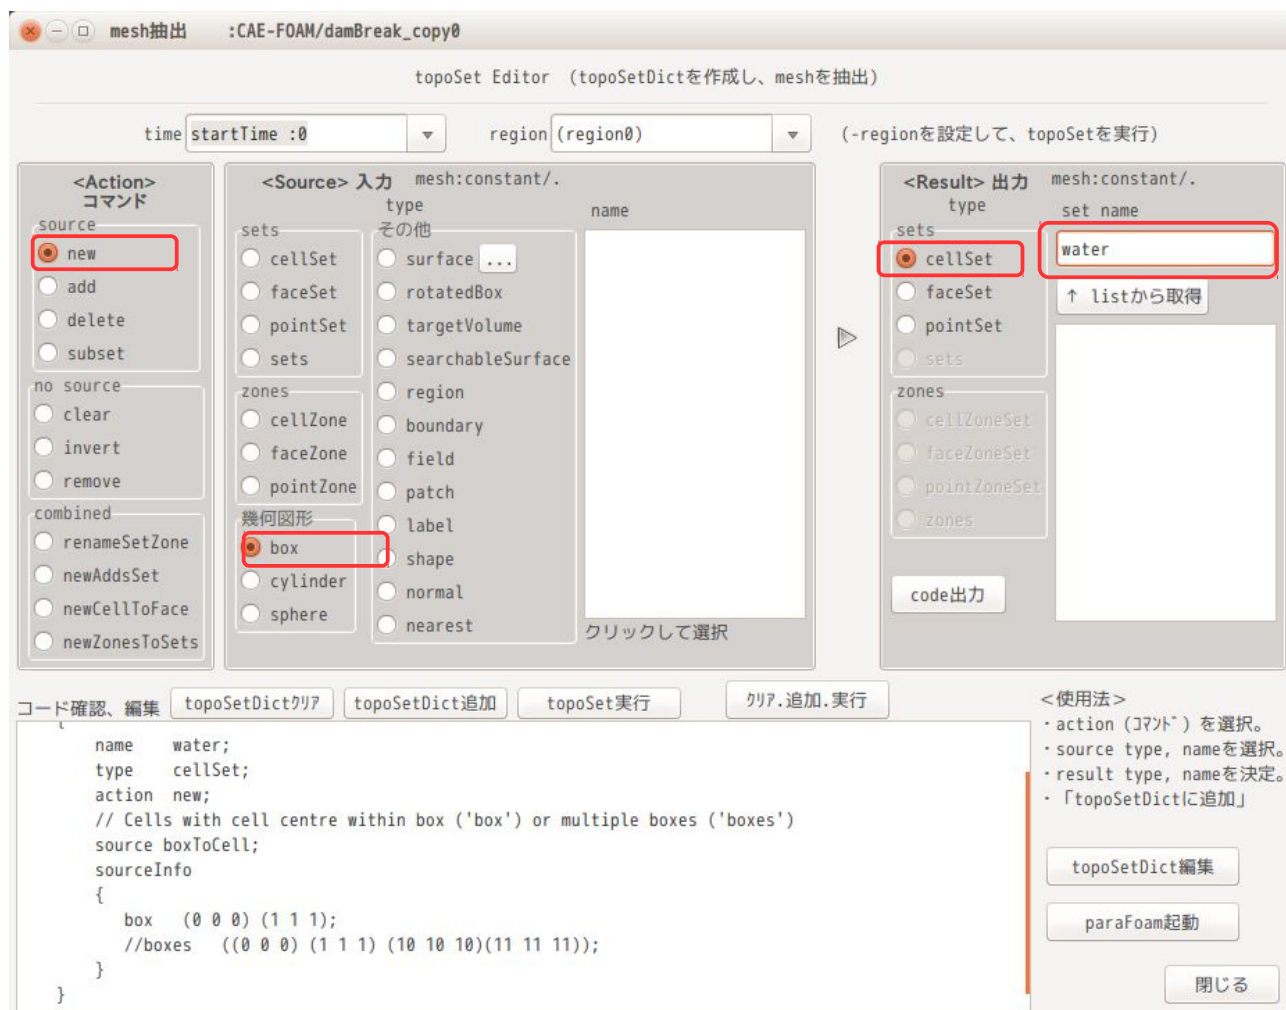 mesh抽出 :CAE-FOAM/damBreak_copy0
topoSet Editor (topoSetDictを作成し、meshを抽出)
time startTime :0 region (region0) (-regionを設定して、topoSetを実行)
<Action>
コマンド
source
new
add
delete
subset
no source
clear
invert
remove
combined
renameSetZone
newAddsSet
newCellToFace
newZonesToSets
<Source> 入力 mesh:constant/.
type
name
sets
cellSet
faceSet
pointSet
sets
zones
cellZone
faceZone
pointZone
幾何図形
box
cylinder
sphere
その他
surface ...
rotatedBox
targetVolume
searchableSurface
region
boundary
field
patch
label
shape
normal
nearest
クリックして選択
<Result> 出力 mesh:constant/.
type
set name
sets
cellSet
faceSet
pointSet
sets
zones
cellZoneSet
faceZoneSet
pointZoneSet
zones
code出力
water
↑ listから取得
コード確認、編集 topoSetDictｸﾘｱ topoSetDict追加 topoSet実行 ｸﾘｱ.追加.実行
{
name water;
type cellSet;
action new;
// Cells with cell centre within box ('box') or multiple boxes ('boxes')
source boxToCell;
sourceInfo
{
box (0 0 0) (1 1 1);
//boxes ((0 0 0) (1 1 1) (10 10 10)(11 11 11));
}
}
＜使用法＞
・action (ｺﾏﾝﾄﾞ) を選択。
・source type, nameを選択。
・result type, nameを決定。
・「topoSetDictに追加」
topoSetDict編集
paraFoam起動
閉じる